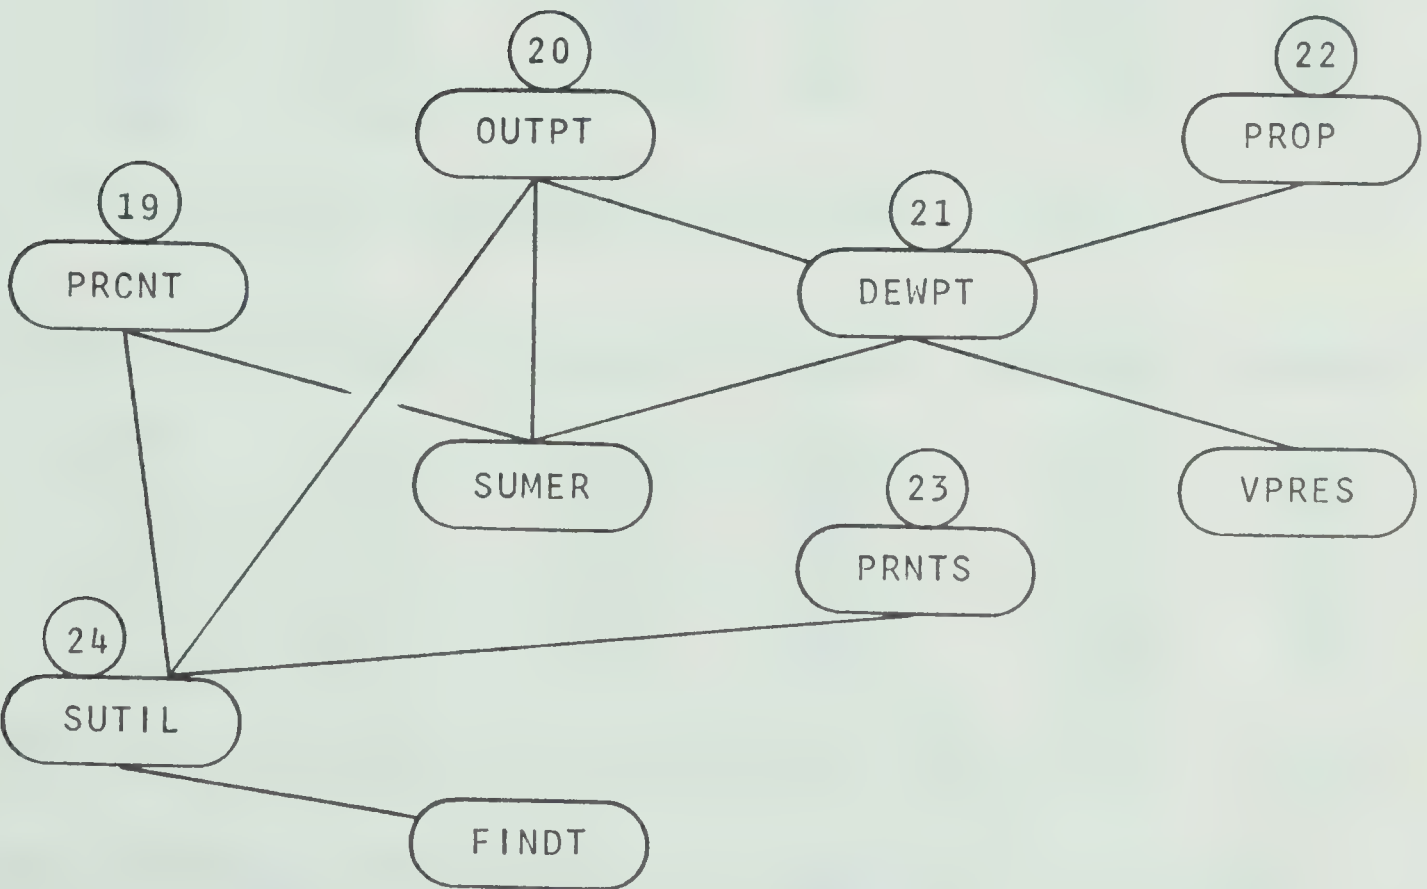 20
OUTPT
22
PROP
19
PRCNT
21
DEWPT
SUMER
VPRES
23
PRNTS
24
SUTIL
FINDT